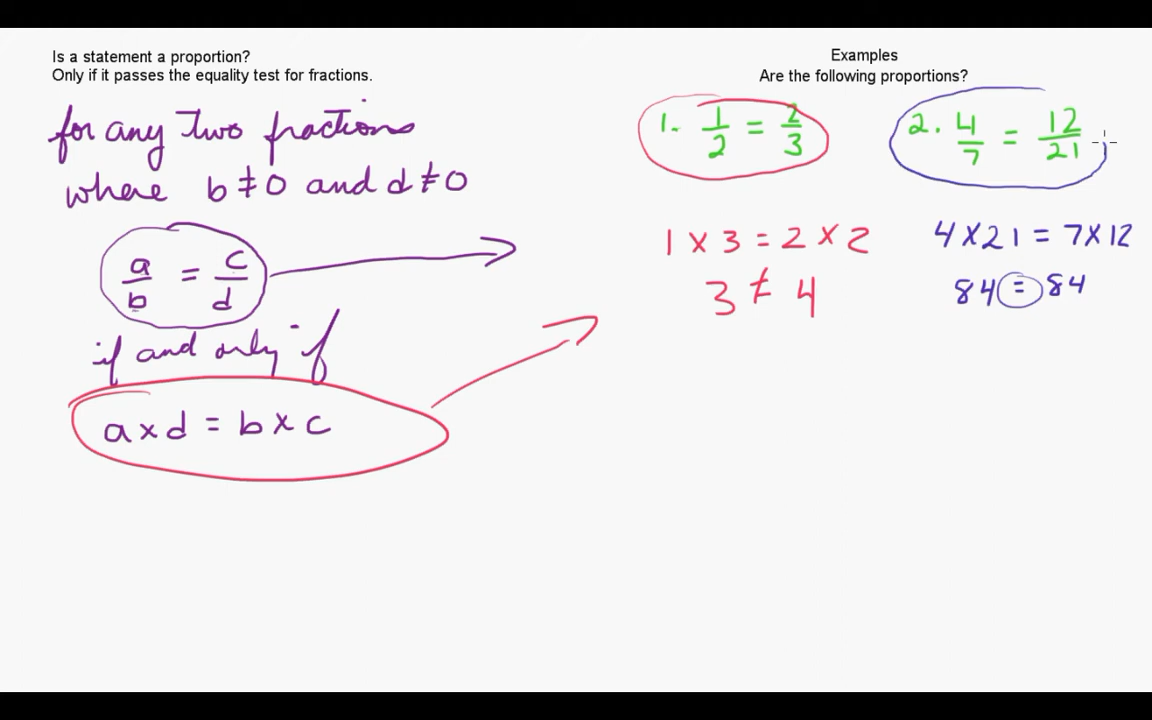 Is a statement a proportion?
Only if it passes the equality test for fractions.
for any two fractions
where b ≠ 0 and d ≠ 0
a/b = c/d
if and only if
a x d = b x c
Examples
Are the following proportions?
1. 1/2 = 2/3
1 x 3 = 2 x 2
3 ≠ 4
2. 4/7 = 12/21
4 x 21 = 7 x 12
84 = 84